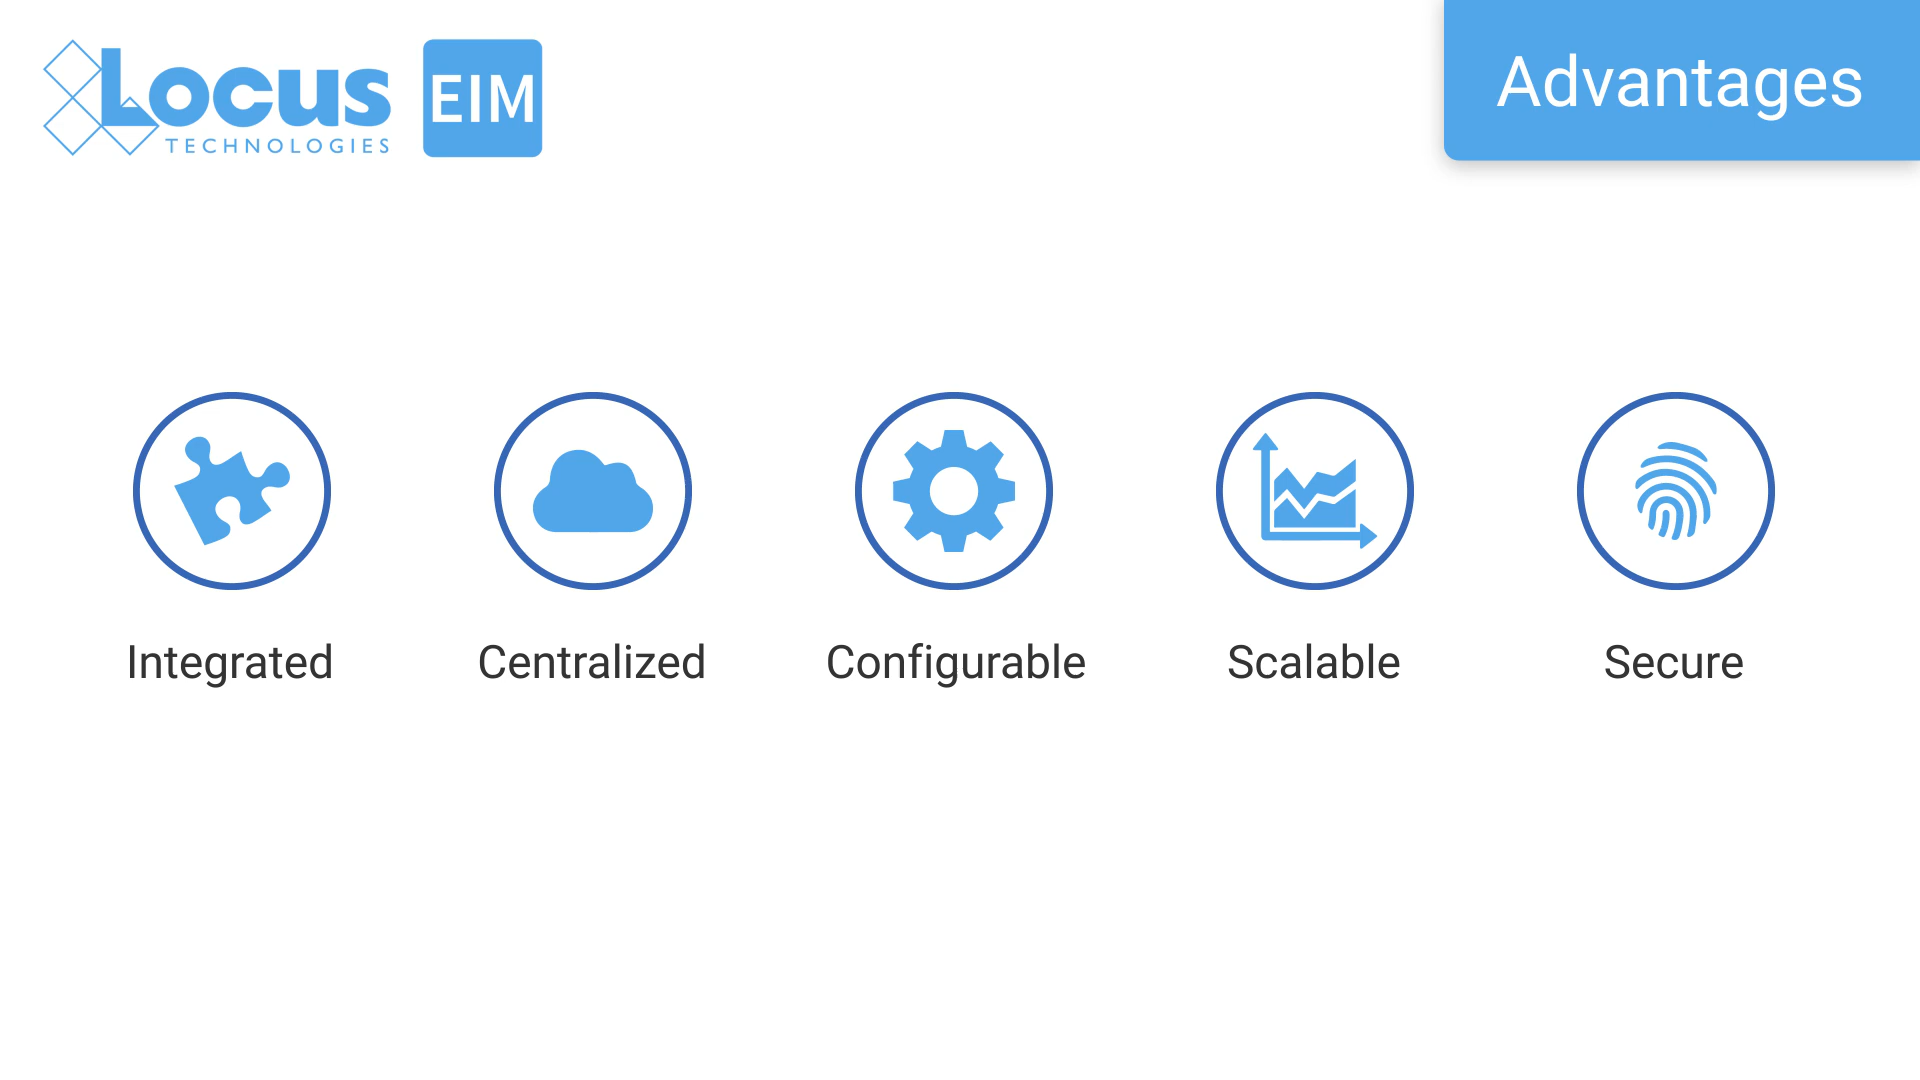 Locus
TECHNOLOGIES
EIM
Advantages
Integrated
Centralized
Configurable
Scalable
Secure